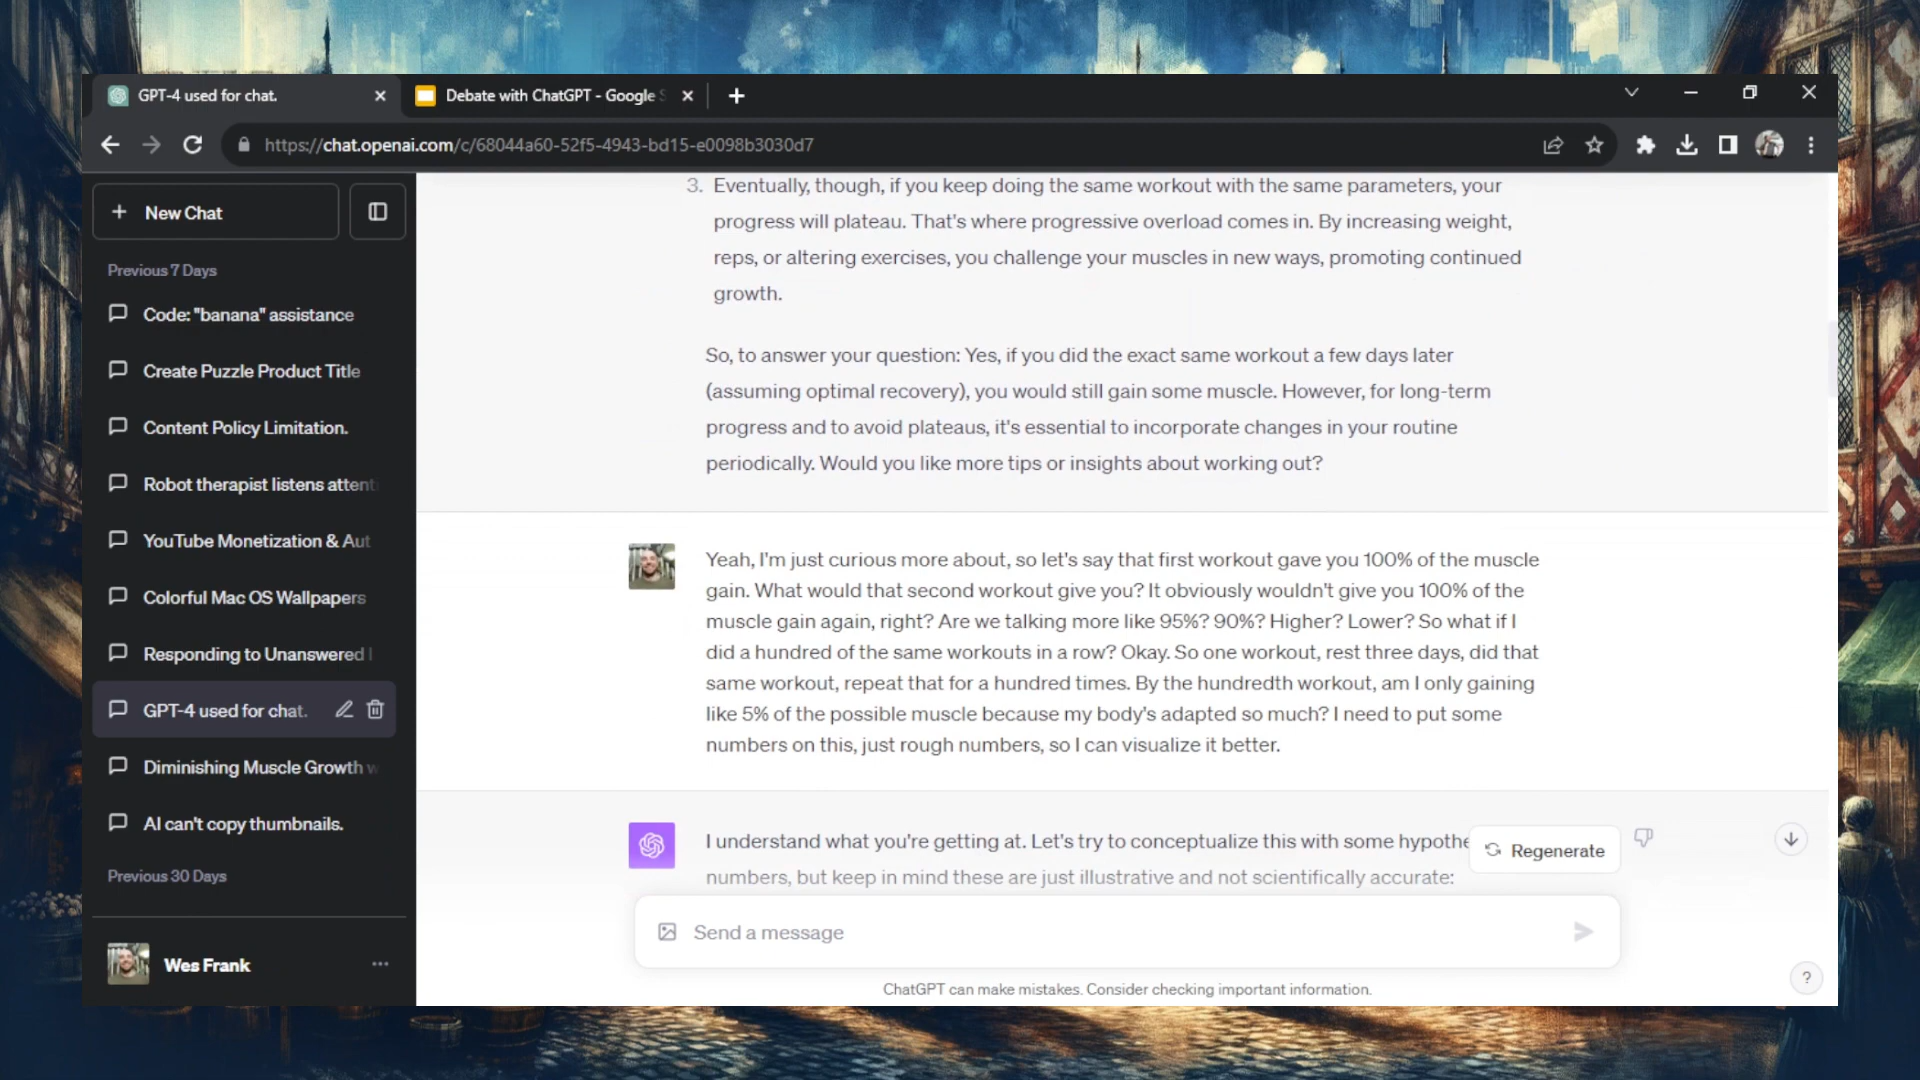 GPT-4 used for chat.
Debate with ChatGPT - Google
https://chat.openai.com/c/68044a60-52f5-4943-bd15-e0098b3030d7
New Chat
Previous 7 Days
Code: "banana" assistance
Create Puzzle Product Title
Content Policy Limitation.
Robot therapist listens attent
YouTube Monetization & Aut
Colorful Mac OS Wallpapers
Responding to Unanswered
GPT-4 used for chat.
Diminishing Muscle Growth w
AI can't copy thumbnails.
Previous 30 Days
Wes Frank
3. Eventually, though, if you keep doing the same workout with the same parameters, your
progress will plateau. That's where progressive overload comes in. By increasing weight,
reps, or altering exercises, you challenge your muscles in new ways, promoting continued
growth.
So, to answer your question: Yes, if you did the exact same workout a few days later
(assuming optimal recovery), you would still gain some muscle. However, for long-term
progress and to avoid plateaus, it's essential to incorporate changes in your routine
periodically. Would you like more tips or insights about working out?
Yeah, I'm just curious more about, so let's say that first workout gave you 100% of the muscle
gain. What would that second workout give you? It obviously wouldn't give you 100% of the
muscle gain again, right? Are we talking more like 95%? 90%? Higher? Lower? So what if I
did a hundred of the same workouts in a row? Okay. So one workout, rest three days, did that
same workout, repeat that for a hundred times. By the hundredth workout, am I only gaining
like 5% of the possible muscle because my body's adapted so much? I need to put some
numbers on this, just rough numbers, so I can visualize it better.
I understand what you're getting at. Let's try to conceptualize this with some hypothe
numbers, but keep in mind these are just illustrative and not scientifically accurate:
Regenerate
Send a message
ChatGPT can make mistakes. Consider checking important information.
?